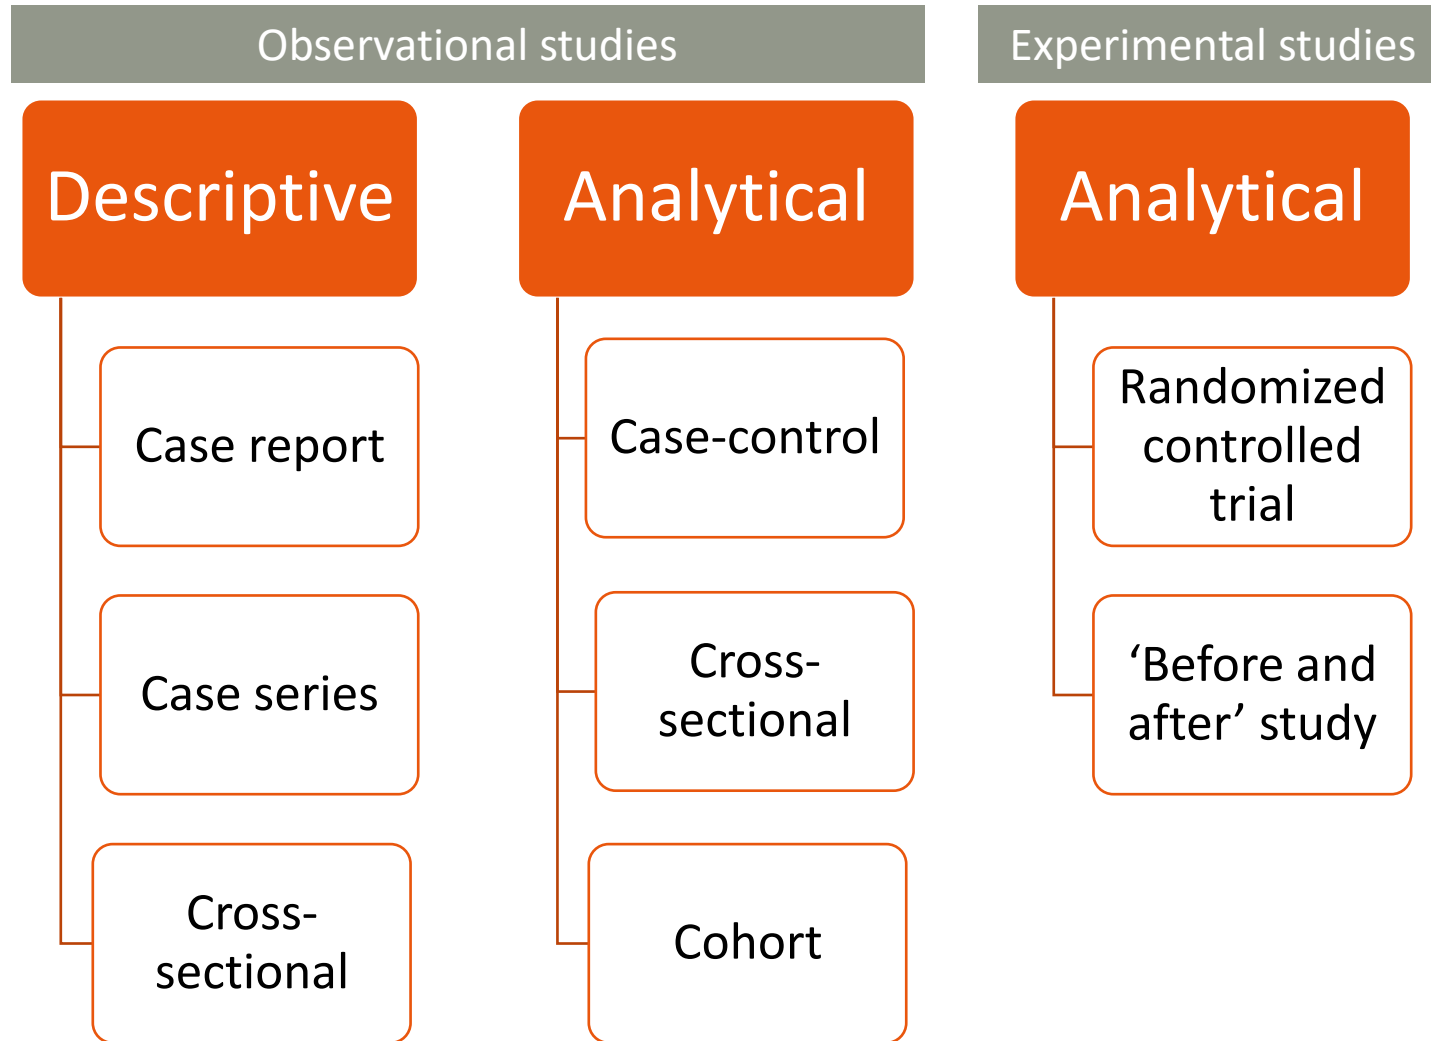 Observational studies
Experimental studies
Descriptive
Case report
Case series
Cross-
sectional
Analytical
Case-control
Cross-
sectional
Cohort
Analytical
Randomized
controlled
trial
‘Before and
after’ study